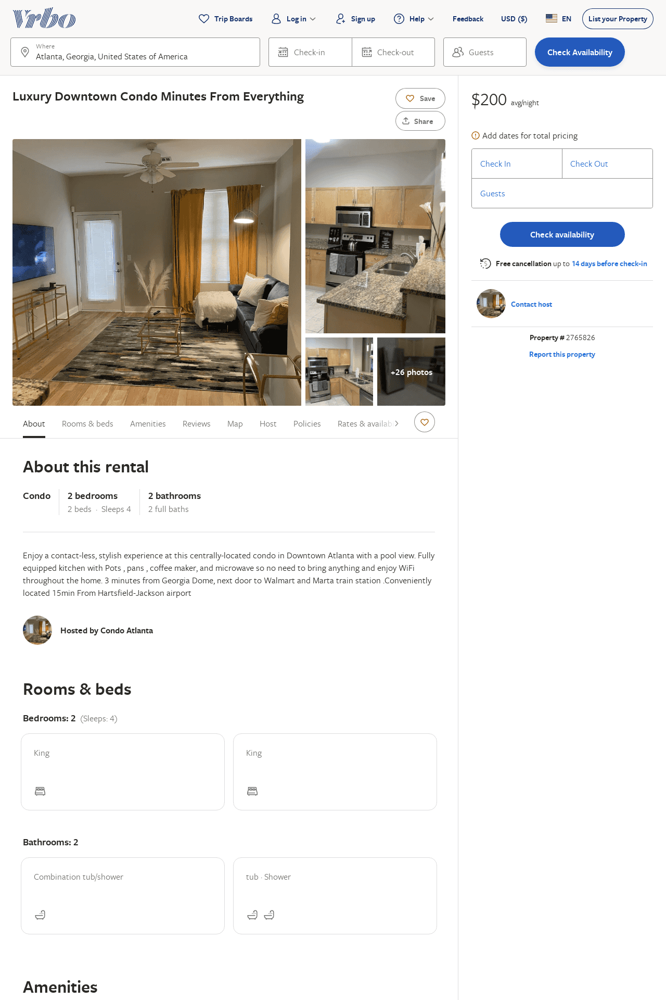 Vrbo
Trip Boards
Log in
Sign up
Help
Feedback
USD ($)
EN
List your Property
Where
Atlanta, Georgia, United States of America
Check-in
Check-out
Guests
Check Availability
Luxury Downtown Condo Minutes From Everything
Save
Share
$200 avg/night
Add dates for total pricing
Check In
Check Out
Guests
Check availability
Free cancellation up to 14 days before check-in
Contact host
Property # 2765826
Report this property
+26 photos
About
Rooms & beds
Amenities
Reviews
Map
Host
Policies
Rates & availab
About this rental
Condo
2 bedrooms
2 beds · Sleeps 4
2 bathrooms
2 full baths
Enjoy a contact-less, stylish experience at this centrally-located condo in Downtown Atlanta with a pool view. Fully
equipped kitchen with Pots , pans , coffee maker, and microwave so no need to bring anything and enjoy WiFi
throughout the home. 3 minutes from Georgia Dome, next door to Walmart and Marta train station .Conveniently
located 15min From Hartsfield-Jackson airport
Hosted by Condo Atlanta
Rooms & beds
Bedrooms: 2 (Sleeps: 4)
King
King
Bathrooms: 2
Combination tub/shower
tub · Shower
Amenities